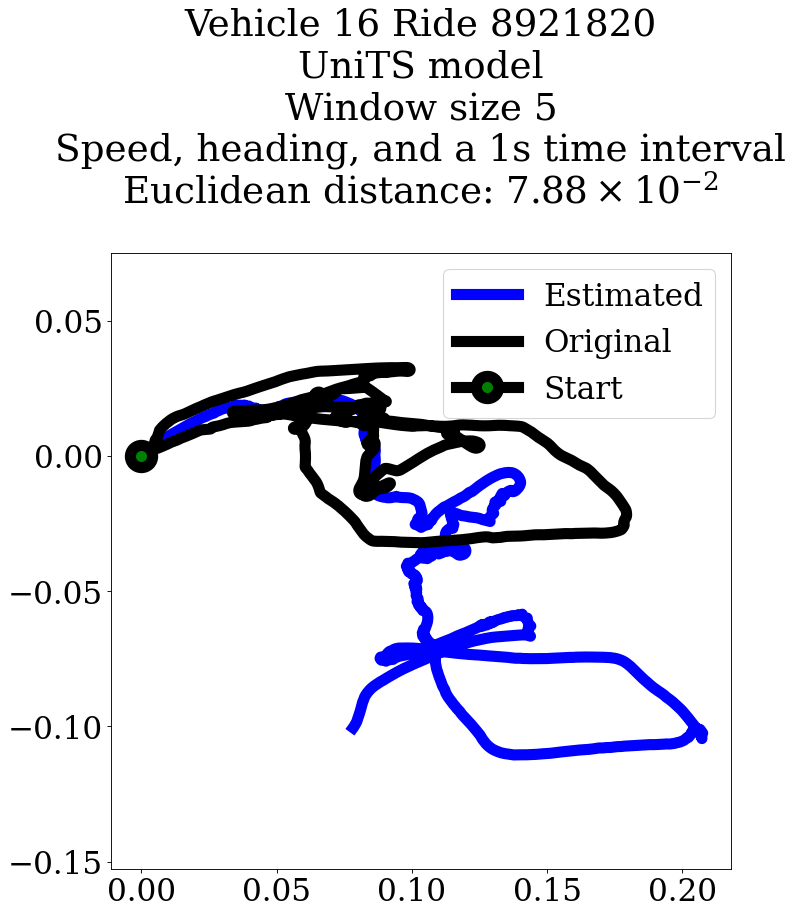 Vehicle 16 Ride 8921820
UniTS model
Window size 5
Speed, heading, and a 1s time interval
Euclidean distance: 7.88 × 10⁻²
Estimated
Original
Start
0.05
0.00
−0.05
−0.10
−0.15
0.00 0.05 0.10 0.15 0.20